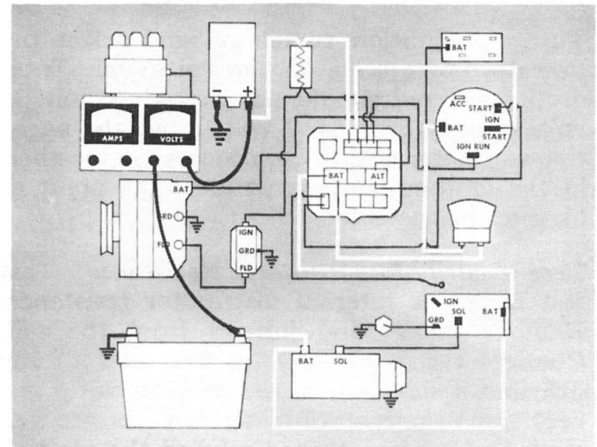 BAT
ACC
START
IGN
START
BAT
IGN RUN
AMPS
VOLTS
- +
BAT
GRD
FLD
IGN
GRD
FLD
BAT
ALT
IGN
SOL
BAT
GRD
BAT
SOL